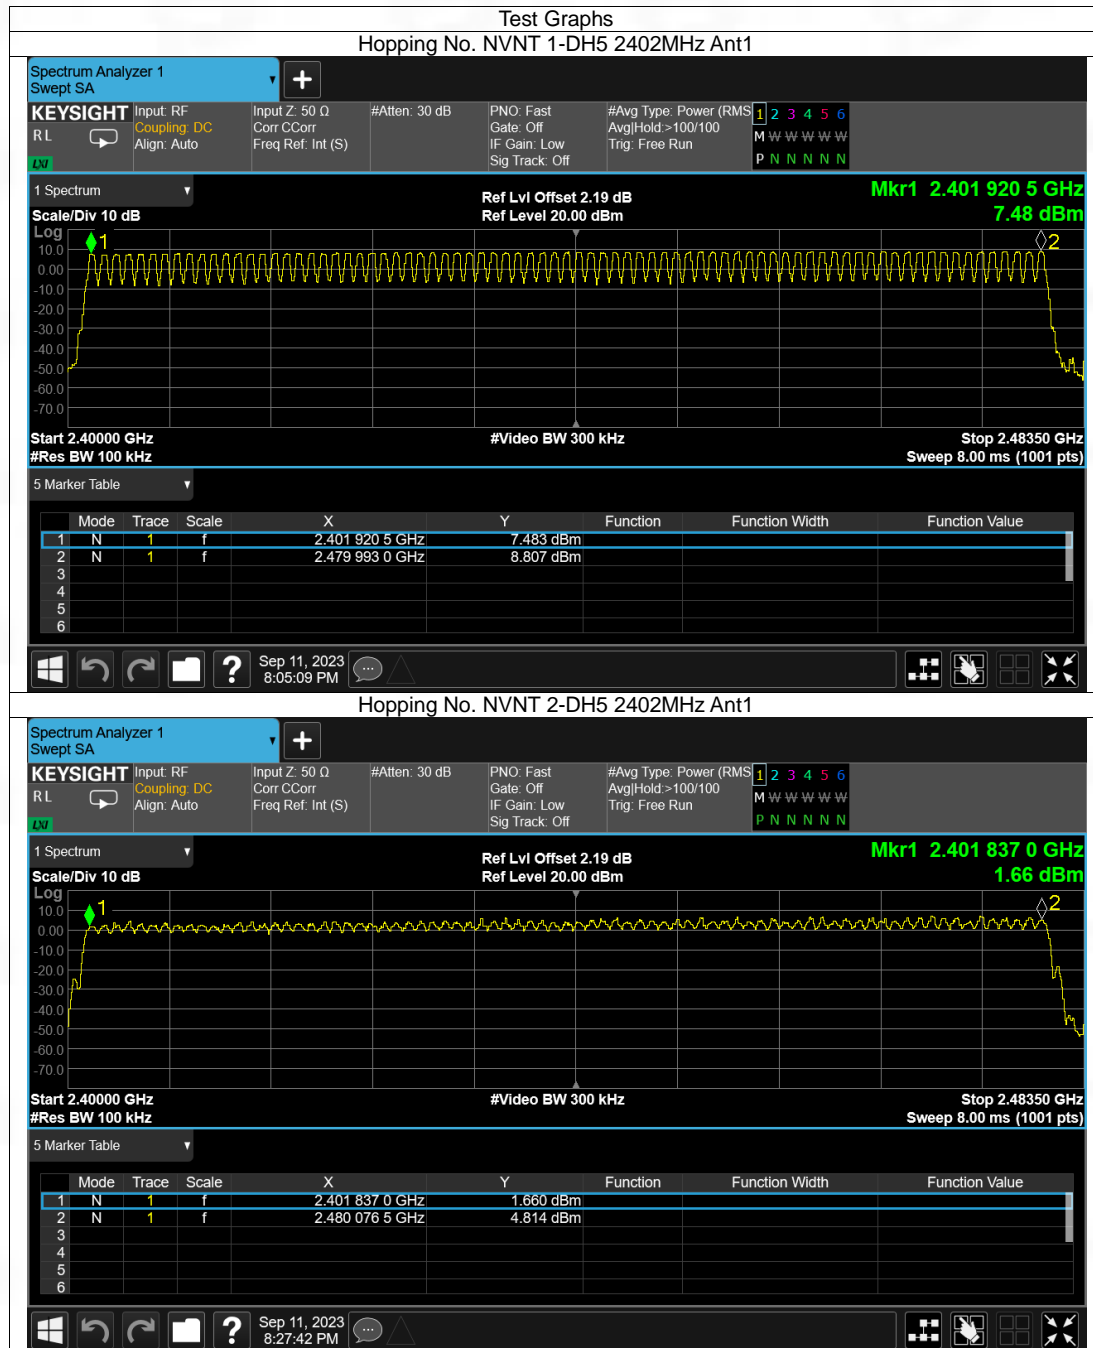 Test Graphs
Hopping No. NVNT 1-DH5 2402MHz Ant1
Spectrum Analyzer 1
Swept SA
KEYSIGHT Input: RF Input Z: 50 Ω #Atten: 30 dB PNO: Fast #Avg Type: Power (RMS 1 2 3 4 5 6
R L Coupling: DC Corr CCorr Gate: Off Avg|Hold:>100/100 M W W W W W
Align: Auto Freq Ref: Int (S) IF Gain: Low Trig: Free Run
LXI Sig Track: Off P N N N N N
1 Spectrum Ref Lvl Offset 2.19 dB Mkr1 2.401 920 5 GHz
Scale/Div 10 dB Ref Level 20.00 dBm 7.48 dBm
Log 1 2
10.0
0.00
-10.0
-20.0
-30.0
-40.0
-50.0
-60.0
-70.0
Start 2.40000 GHz #Video BW 300 kHz Stop 2.48350 GHz
#Res BW 100 kHz Sweep 8.00 ms (1001 pts)
5 Marker Table
Mode Trace Scale X Y Function Function Width Function Value
1 N 1 f 2.401 920 5 GHz 7.483 dBm
2 N 1 f 2.479 993 0 GHz 8.807 dBm
3
4
5
6
? Sep 11, 2023
8:05:09 PM
Hopping No. NVNT 2-DH5 2402MHz Ant1
Spectrum Analyzer 1
Swept SA
KEYSIGHT Input: RF Input Z: 50 Ω #Atten: 30 dB PNO: Fast #Avg Type: Power (RMS 1 2 3 4 5 6
R L Coupling: DC Corr CCorr Gate: Off Avg|Hold:>100/100 M W W W W W
Align: Auto Freq Ref: Int (S) IF Gain: Low Trig: Free Run
LXI Sig Track: Off P N N N N N
1 Spectrum Ref Lvl Offset 2.19 dB Mkr1 2.401 837 0 GHz
Scale/Div 10 dB Ref Level 20.00 dBm 1.66 dBm
Log 1 2
10.0
0.00
-10.0
-20.0
-30.0
-40.0
-50.0
-60.0
-70.0
Start 2.40000 GHz #Video BW 300 kHz Stop 2.48350 GHz
#Res BW 100 kHz Sweep 8.00 ms (1001 pts)
5 Marker Table
Mode Trace Scale X Y Function Function Width Function Value
1 N 1 f 2.401 837 0 GHz 1.660 dBm
2 N 1 f 2.480 076 5 GHz 4.814 dBm
3
4
5
6
? Sep 11, 2023
8:27:42 PM